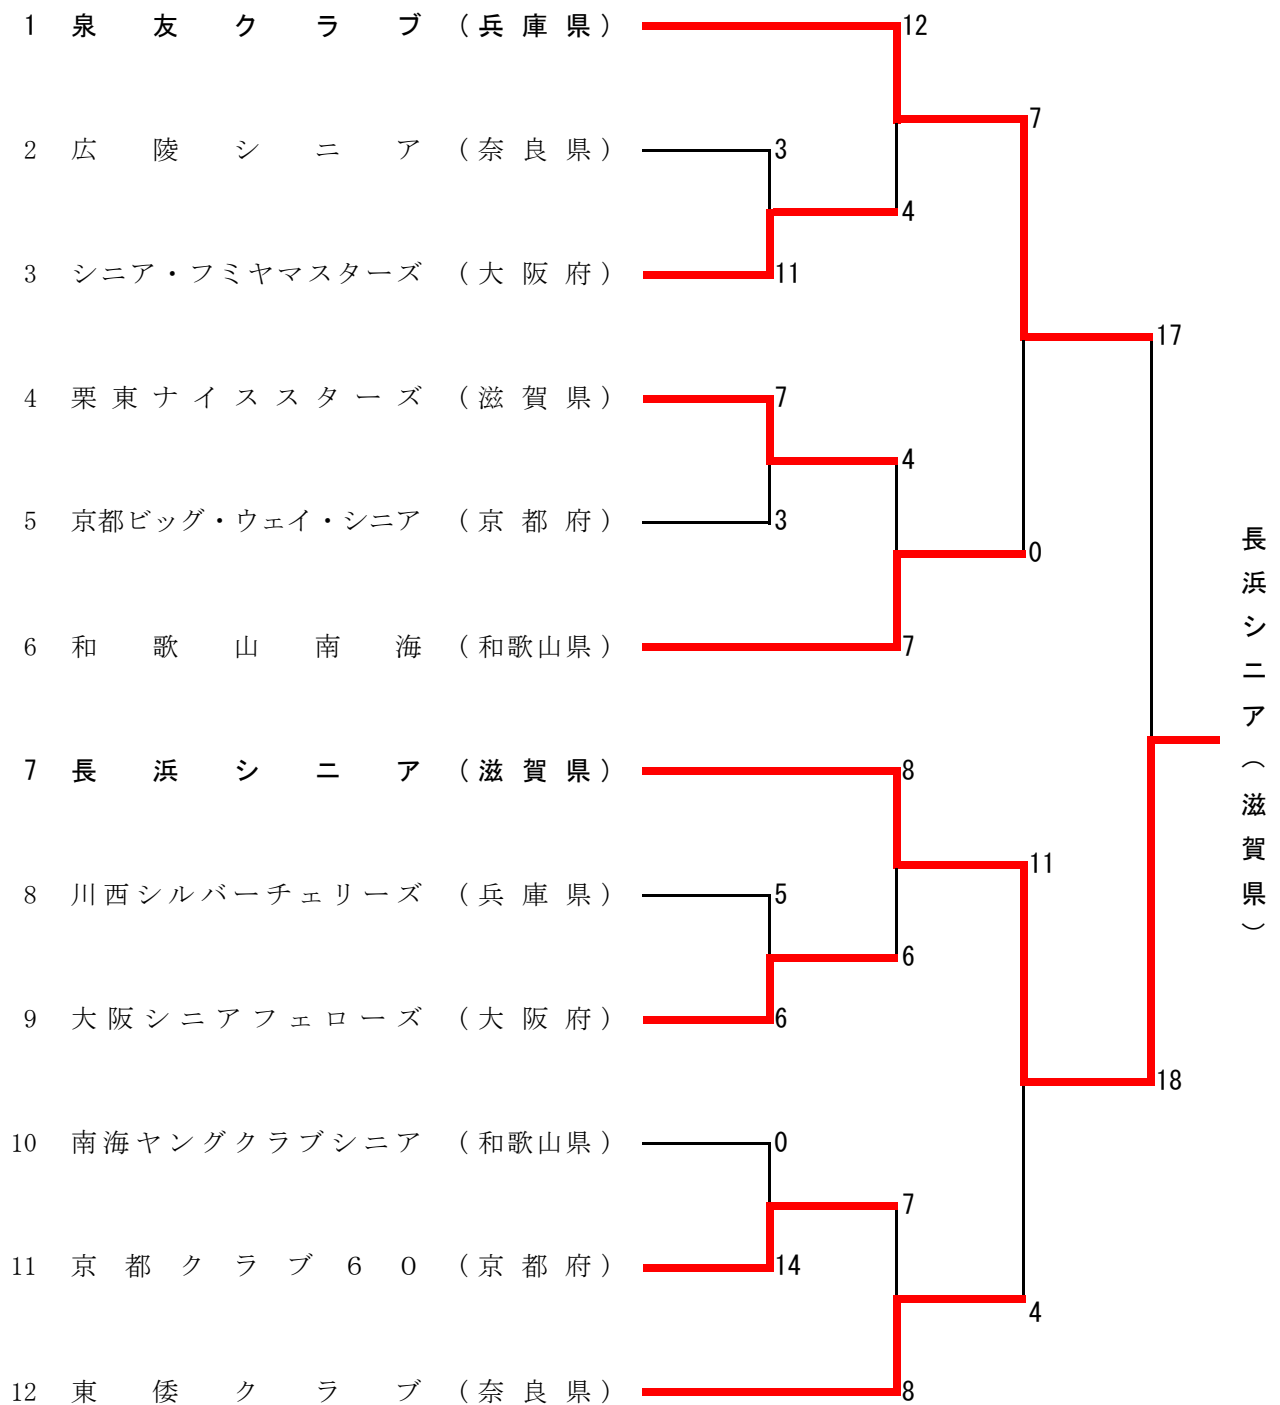 1 泉友クラブ (兵庫県) 12
7
2 広陵シニア (奈良県) 3
4
3 シニア・フミヤマスターズ (大阪府) 11
17
4 栗東ナイススターズ (滋賀県) 7
4
5 京都ビッグ・ウェイ・シニア (京都府) 3
0
6 和歌山南海 (和歌山県) 7
7 長浜シニア (滋賀県) 8
11
8 川西シルバーチェリーズ (兵庫県) 5
6
9 大阪シニアフェローズ (大阪府) 6
18
10 南海ヤングクラブシニア (和歌山県) 0
7
11 京都クラブ60 (京都府) 14
4
12 東倭クラブ (奈良県) 8
長浜シニア(滋賀県)